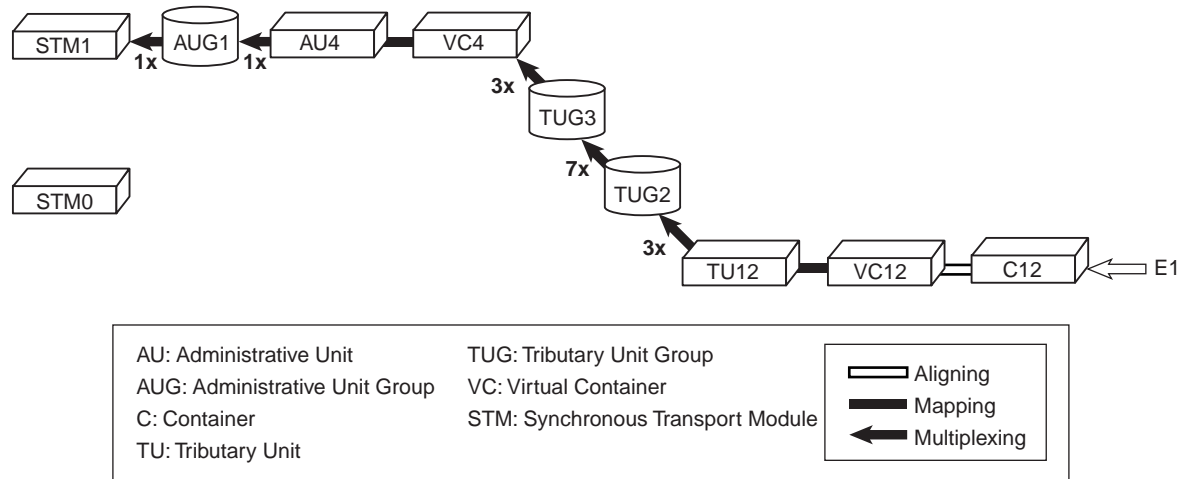 STM1
AUG1
AU4
VC4
1x
1x
3x
TUG3
7x
STM0
TUG2
3x
TU12
VC12
C12
E1
AU: Administrative Unit
AUG: Administrative Unit Group
C: Container
TU: Tributary Unit
TUG: Tributary Unit Group
VC: Virtual Container
STM: Synchronous Transport Module
Aligning
Mapping
Multiplexing